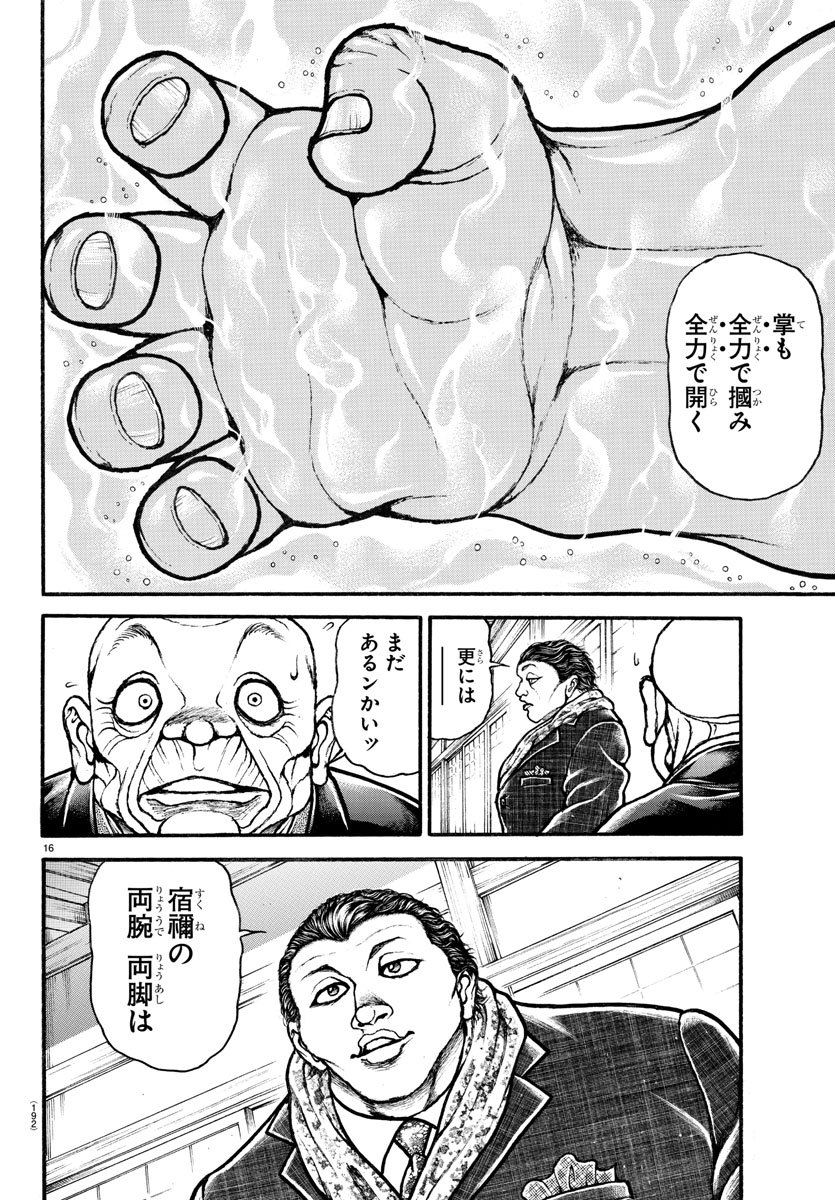 掌も
全力で摑み
全力で開く
更には
――
まだ
あるンかいッ
16
宿禰の
両腕 両脚は
(192)